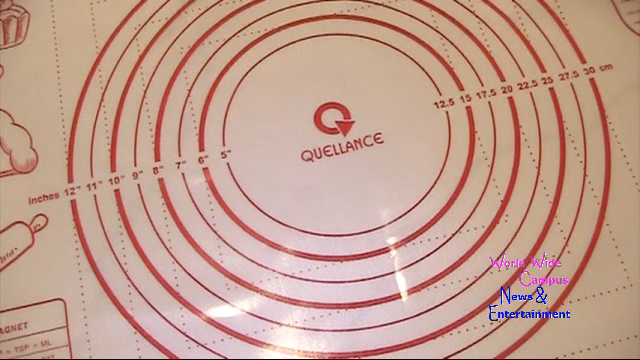 QUELLANCE
inches 12" 11" 10" 9" 8" 7" 6" 5"
12.5 15 17.5 20 22.5 25 27.5 30 cm
World Wide
Campus
News &
Entertainment
AGNET
= TSP = ML